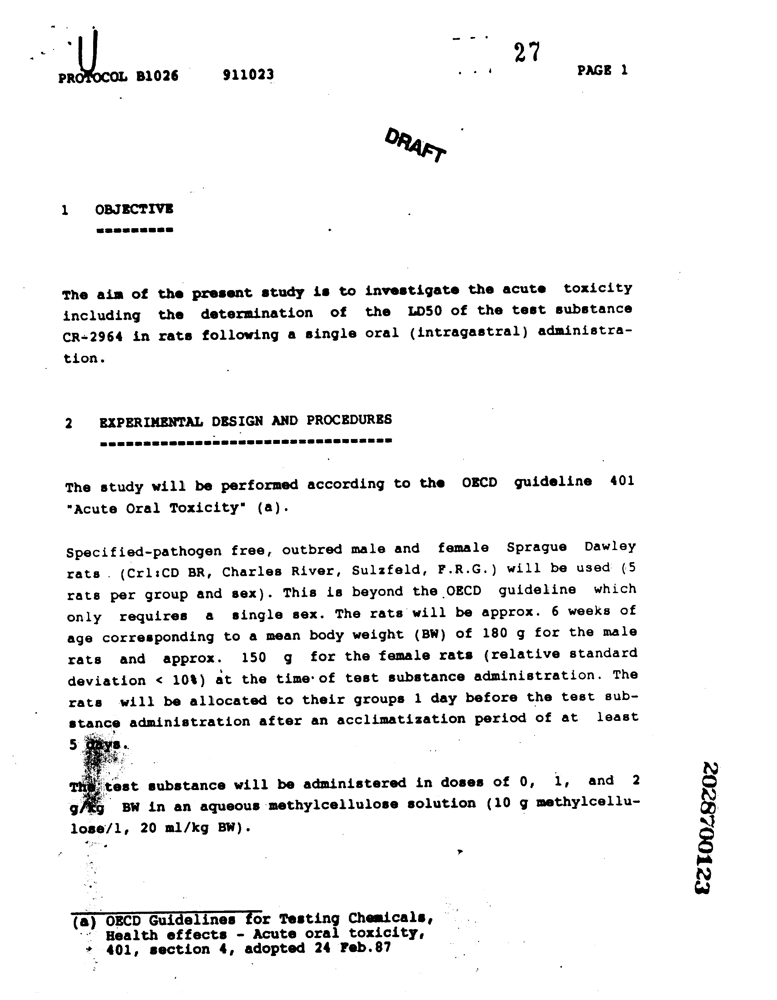 U
27
PROTOCOL B1026 911023 PAGE 1
DRAFT
1 OBJECTIVE
The aim of the present study is to investigate the acute toxicity
including the determination of the LD50 of the test substance
CR-2964 in rats following a single oral (intragastral) administra-
tion.
2 EXPERIMENTAL DESIGN AND PROCEDURES
The study will be performed according to the OECD guideline 401
"Acute Oral Toxicity" (a).
Specified-pathogen free, outbred male and female Sprague Dawley
rats (Crl:CD BR, Charles River, Sulzfeld, F.R.G.) will be used (5
rats per group and sex). This is beyond the OECD guideline which
only requires a single sex. The rats will be approx. 6 weeks of
age corresponding to a mean body weight (BW) of 180 g for the male
rats and approx. 150 g for the female rats (relative standard
deviation < 10%) at the time of test substance administration. The
rats will be allocated to their groups 1 day before the test sub-
stance administration after an acclimatization period of at least
5 days.
The test substance will be administered in doses of 0, 1, and 2
g/kg BW in an aqueous methylcellulose solution (10 g methylcellu-
lose/l, 20 ml/kg BW).
(a) OECD Guidelines for Testing Chemicals,
Health effects - Acute oral toxicity,
401, section 4, adopted 24 Feb.87
2028700123